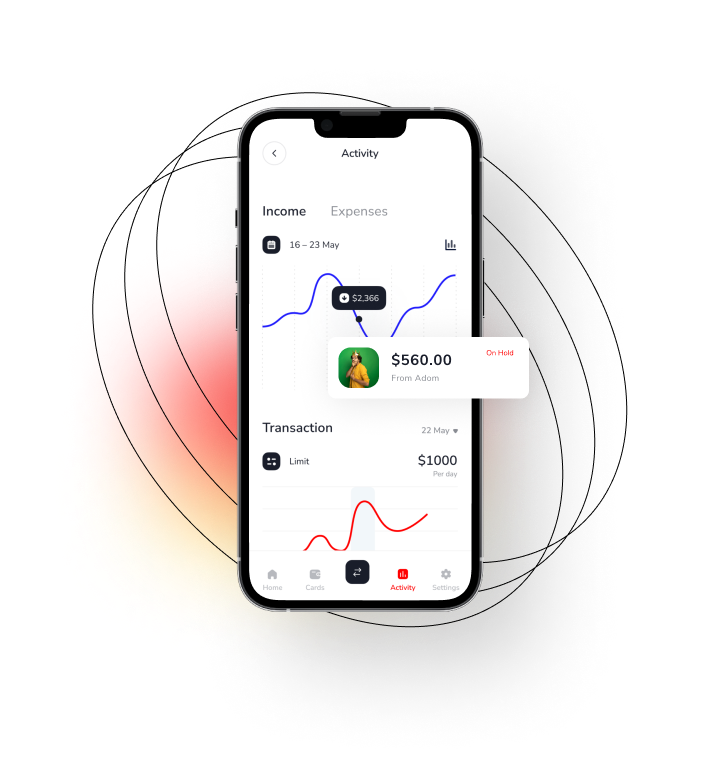 Activity
Income Expenses
16 – 23 May
$2,366
$560.00 On Hold
From Adom
Transaction 22 May
Limit $1000
Per day
Home Cards Activity Settings